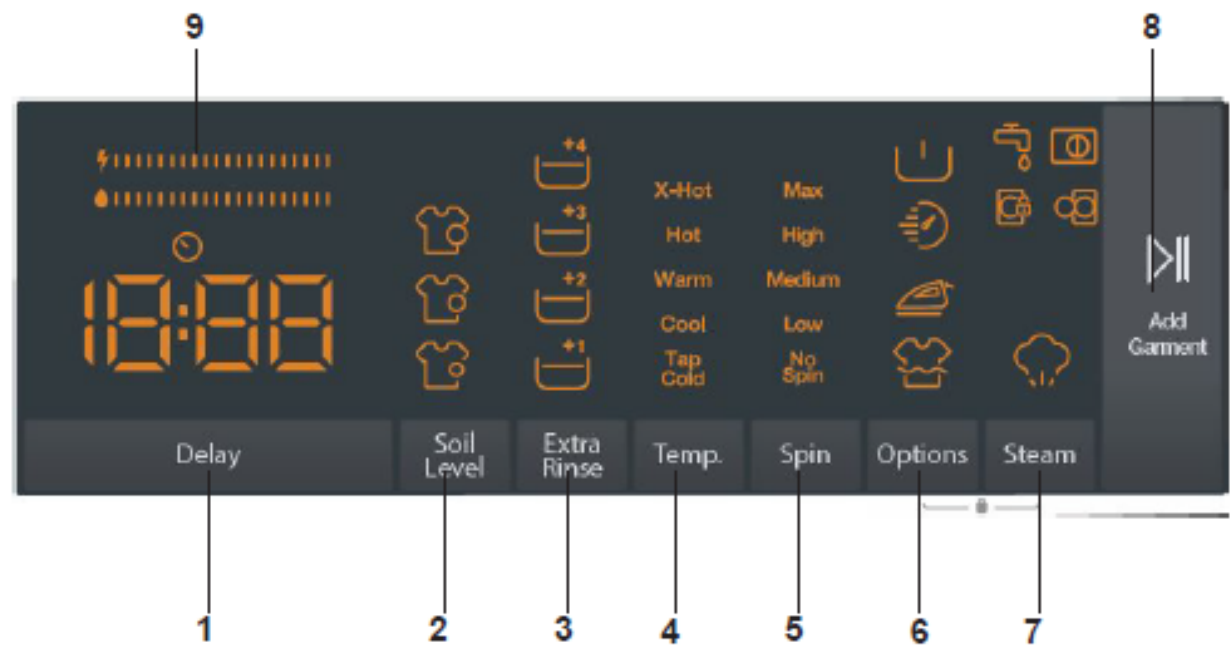 9 8
+4
X-Hot Max
+3
Hot High
18:88
+2
Warm Medium
Cool Low
Add
Garment
+1
Tap
Cold
No
Spin
Delay
Soil
Level
Extra
Rinse
Temp.
Spin
Options
Steam
1 2 3 4 5 6 7